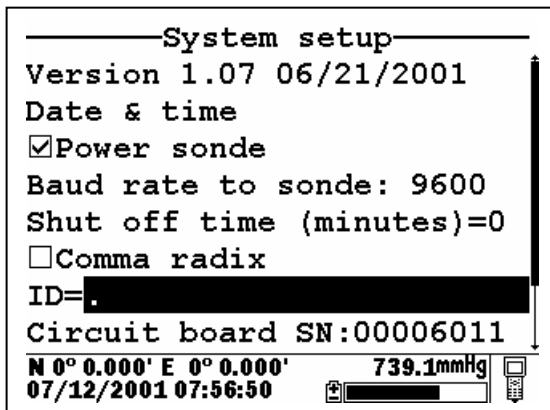 System setup
Version 1.07 06/21/2001
Date & time
Power sonde
Baud rate to sonde: 9600
Shut off time (minutes)=0
Comma radix
ID=.
Circuit board SN:00006011
N 0° 0.000' E 0° 0.000' 739.1mmHg
07/12/2001 07:56:50